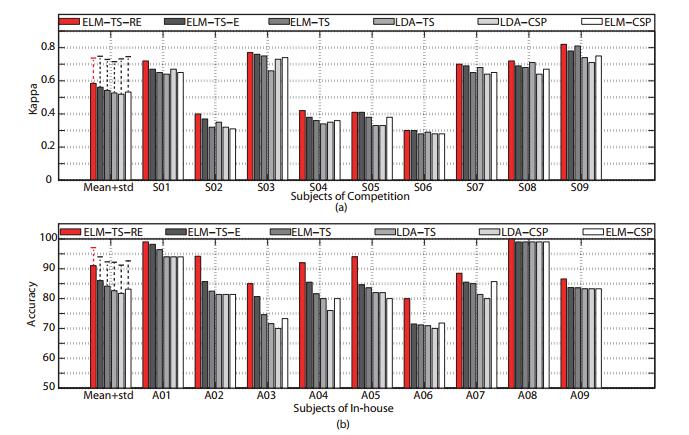 ELM−TS−RE ELM−TS−E ELM−TS LDA−TS LDA−CSP ELM−CSP
0.8
0.6
0.4
0.2
0
Kappa
Mean+std S01 S02 S03 S04 S05 S06 S07 S08 S09
Subjects of Competition
(a)
ELM−TS−RE ELM−TS−E ELM−TS LDA−TS LDA−CSP ELM−CSP
100
90
80
70
60
50
Accuracy
Mean+std A01 A02 A03 A04 A05 A06 A07 A08 A09
Subjects of In-house
(b)